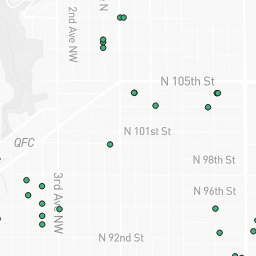 2nd Ave NW
N
N 105th St
N 101st St
QFC
N 98th St
3rd Ave NW
N 96th St
N 92nd St